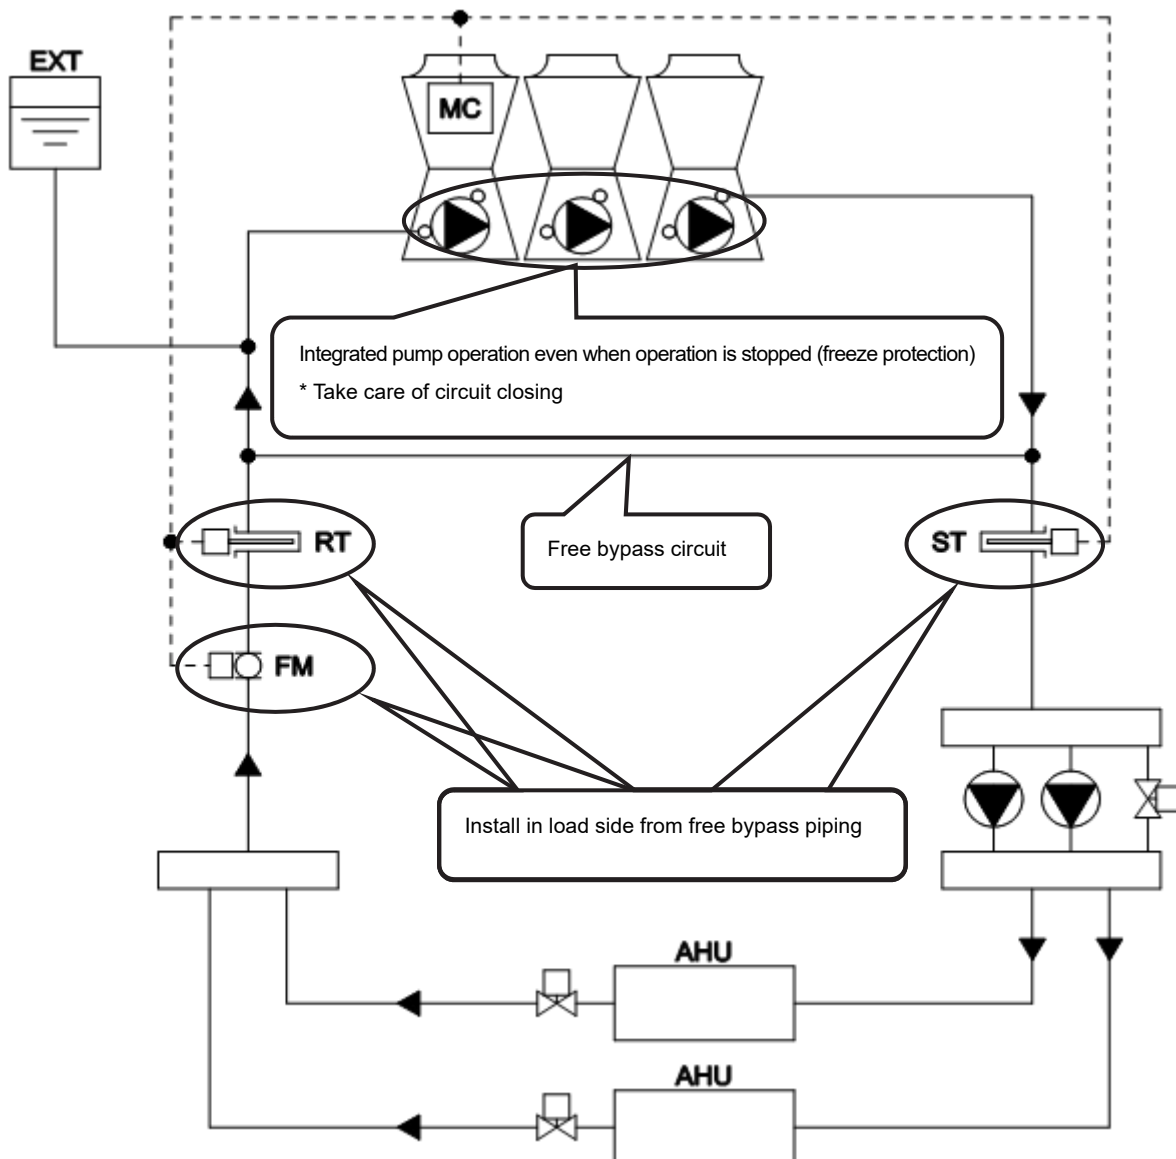 EXT
MC
Integrated pump operation even when operation is stopped (freeze protection)
* Take care of circuit closing
Free bypass circuit
RT
ST
FM
Install in load side from free bypass piping
AHU
AHU